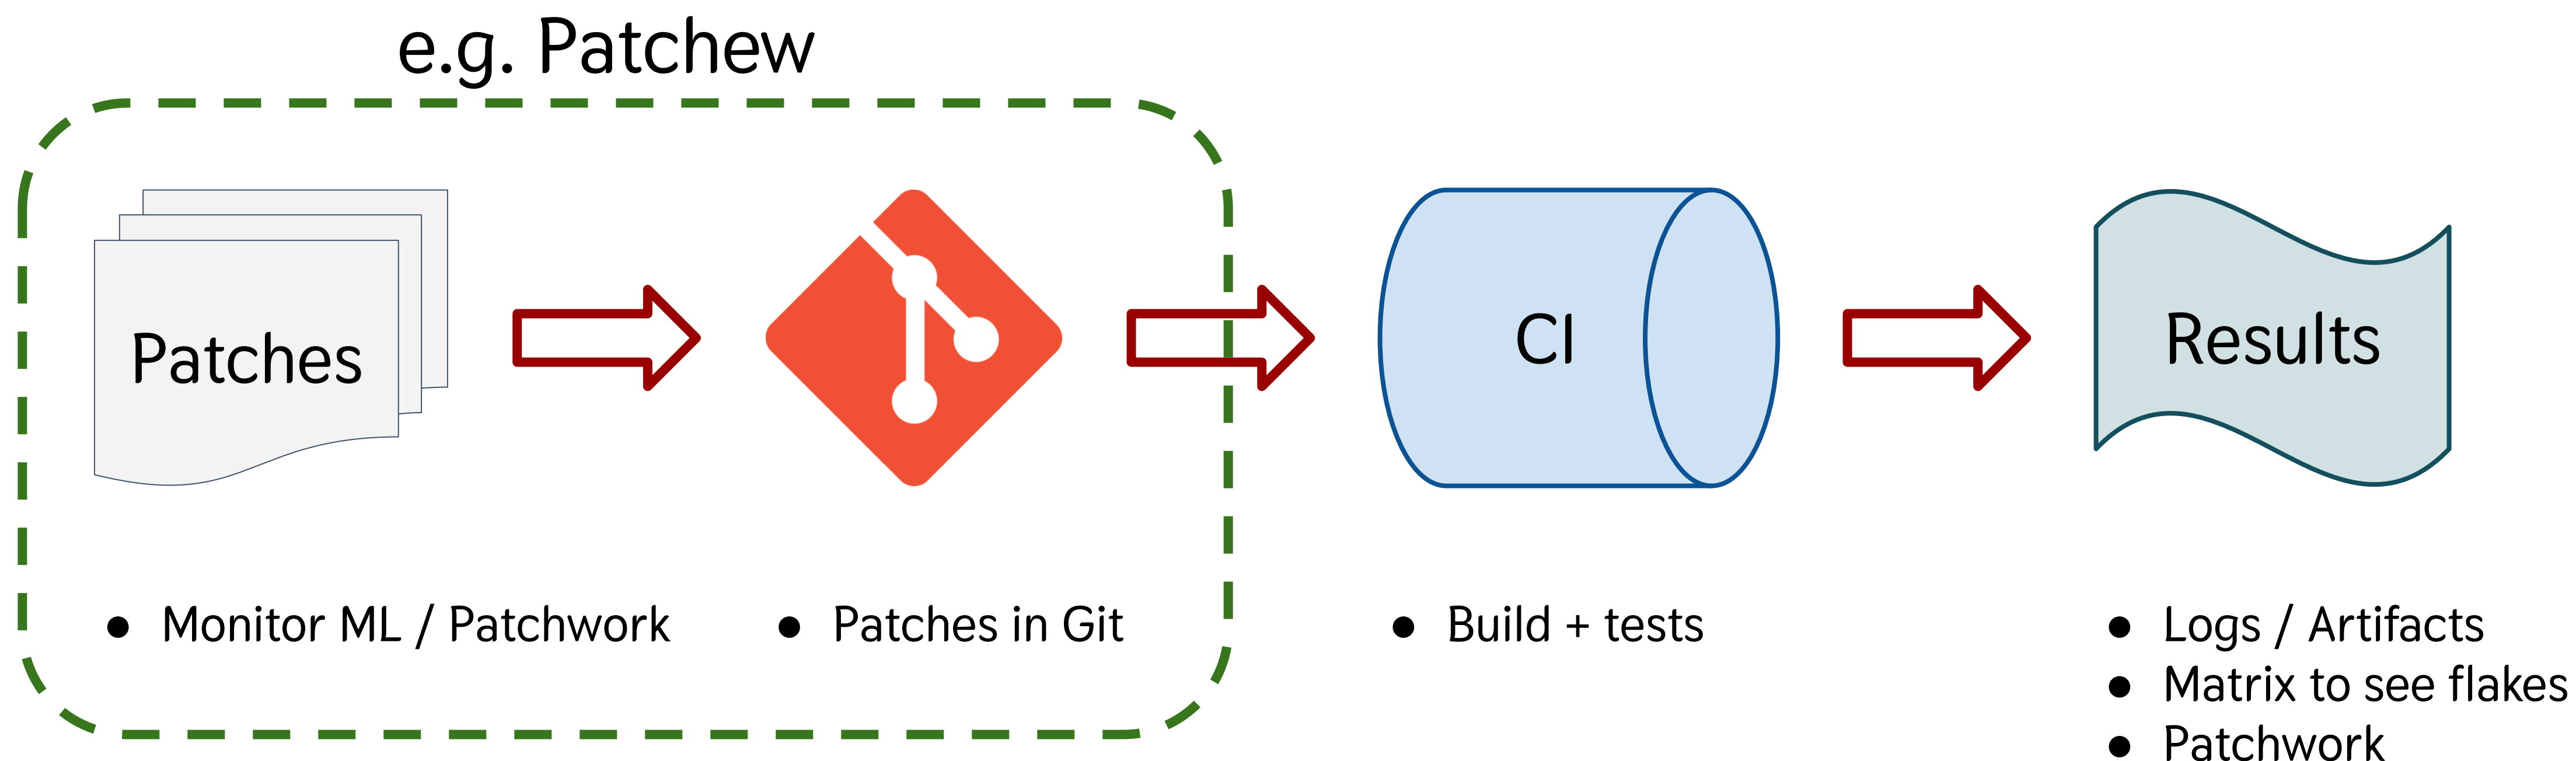 e.g. Patchew
Patches
CI
Results
● Monitor ML / Patchwork
● Patches in Git
● Build + tests
● Logs / Artifacts
● Matrix to see flakes
● Patchwork